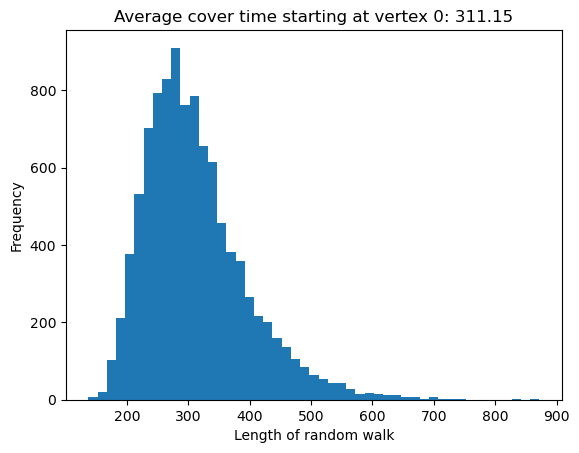 Average cover time starting at vertex 0: 311.15
Frequency
800
600
400
200
0
200 300 400 500 600 700 800 900
Length of random walk